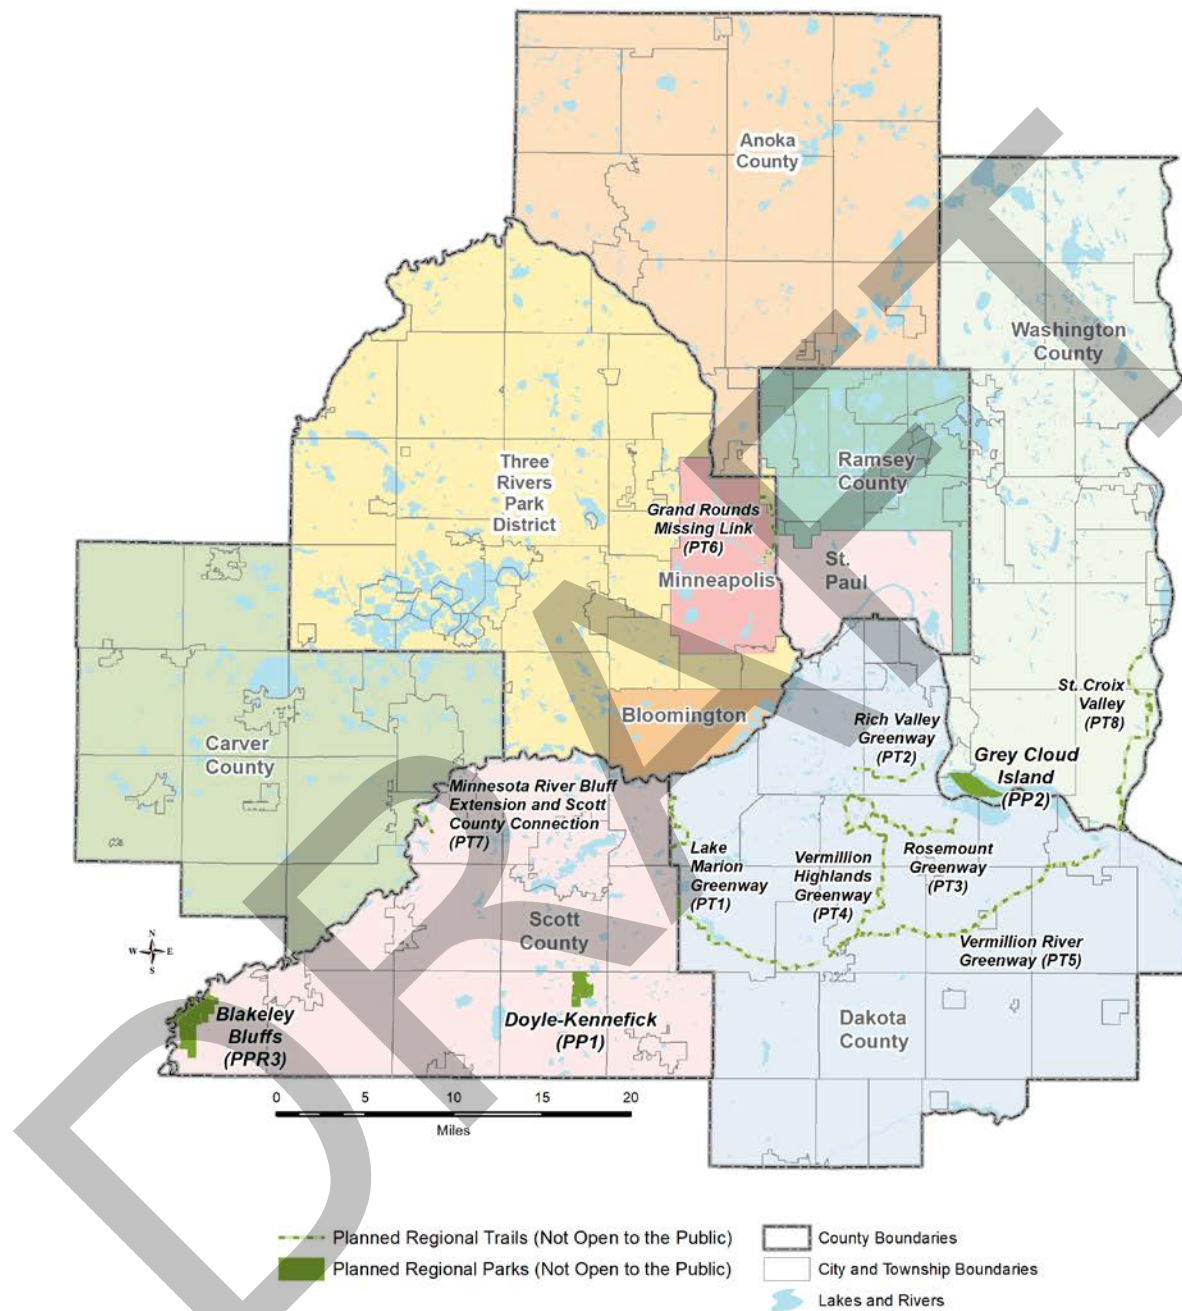 Anoka
County
Washington
County
Three
Rivers
Park
District
Ramsey
County
Grand Rounds
Missing Link
(PT6)
Minneapolis
St.
Paul
St. Croix
Valley
(PT8)
Bloomington
Rich Valley
Greenway
(PT2)
Carver
County
Grey Cloud
Island
(PP2)
Minnesota River Bluff
Extension and Scott
County Connection
(PT7)
Lake
Marion
Greenway
(PT1)
Vermillion
Highlands
Greenway
(PT4)
Rosemount
Greenway
(PT3)
Scott
County
Vermillion River
Greenway (PT5)
N
W E
S
Blakeley
Bluffs
(PPR3)
Doyle-Kennefick
(PP1)
Dakota
County
0 5 10 15 20
Miles
Planned Regional Trails (Not Open to the Public)
Planned Regional Parks (Not Open to the Public)
County Boundaries
City and Township Boundaries
Lakes and Rivers
DRAFT